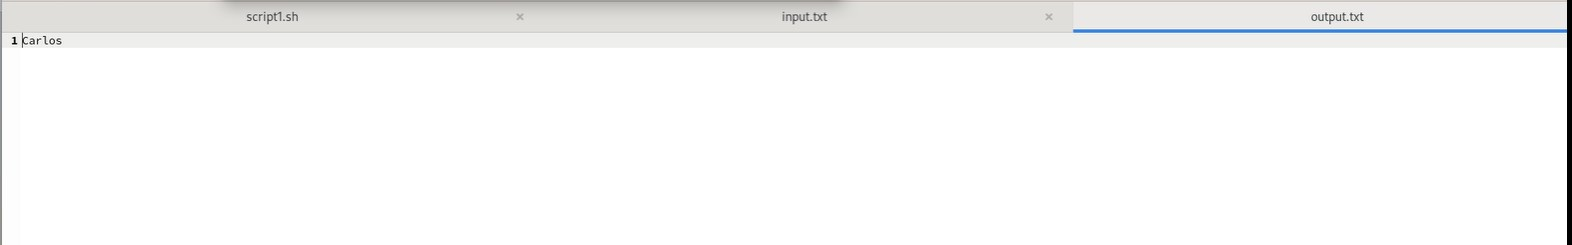 script1.sh × input.txt × output.txt
1 Carlos